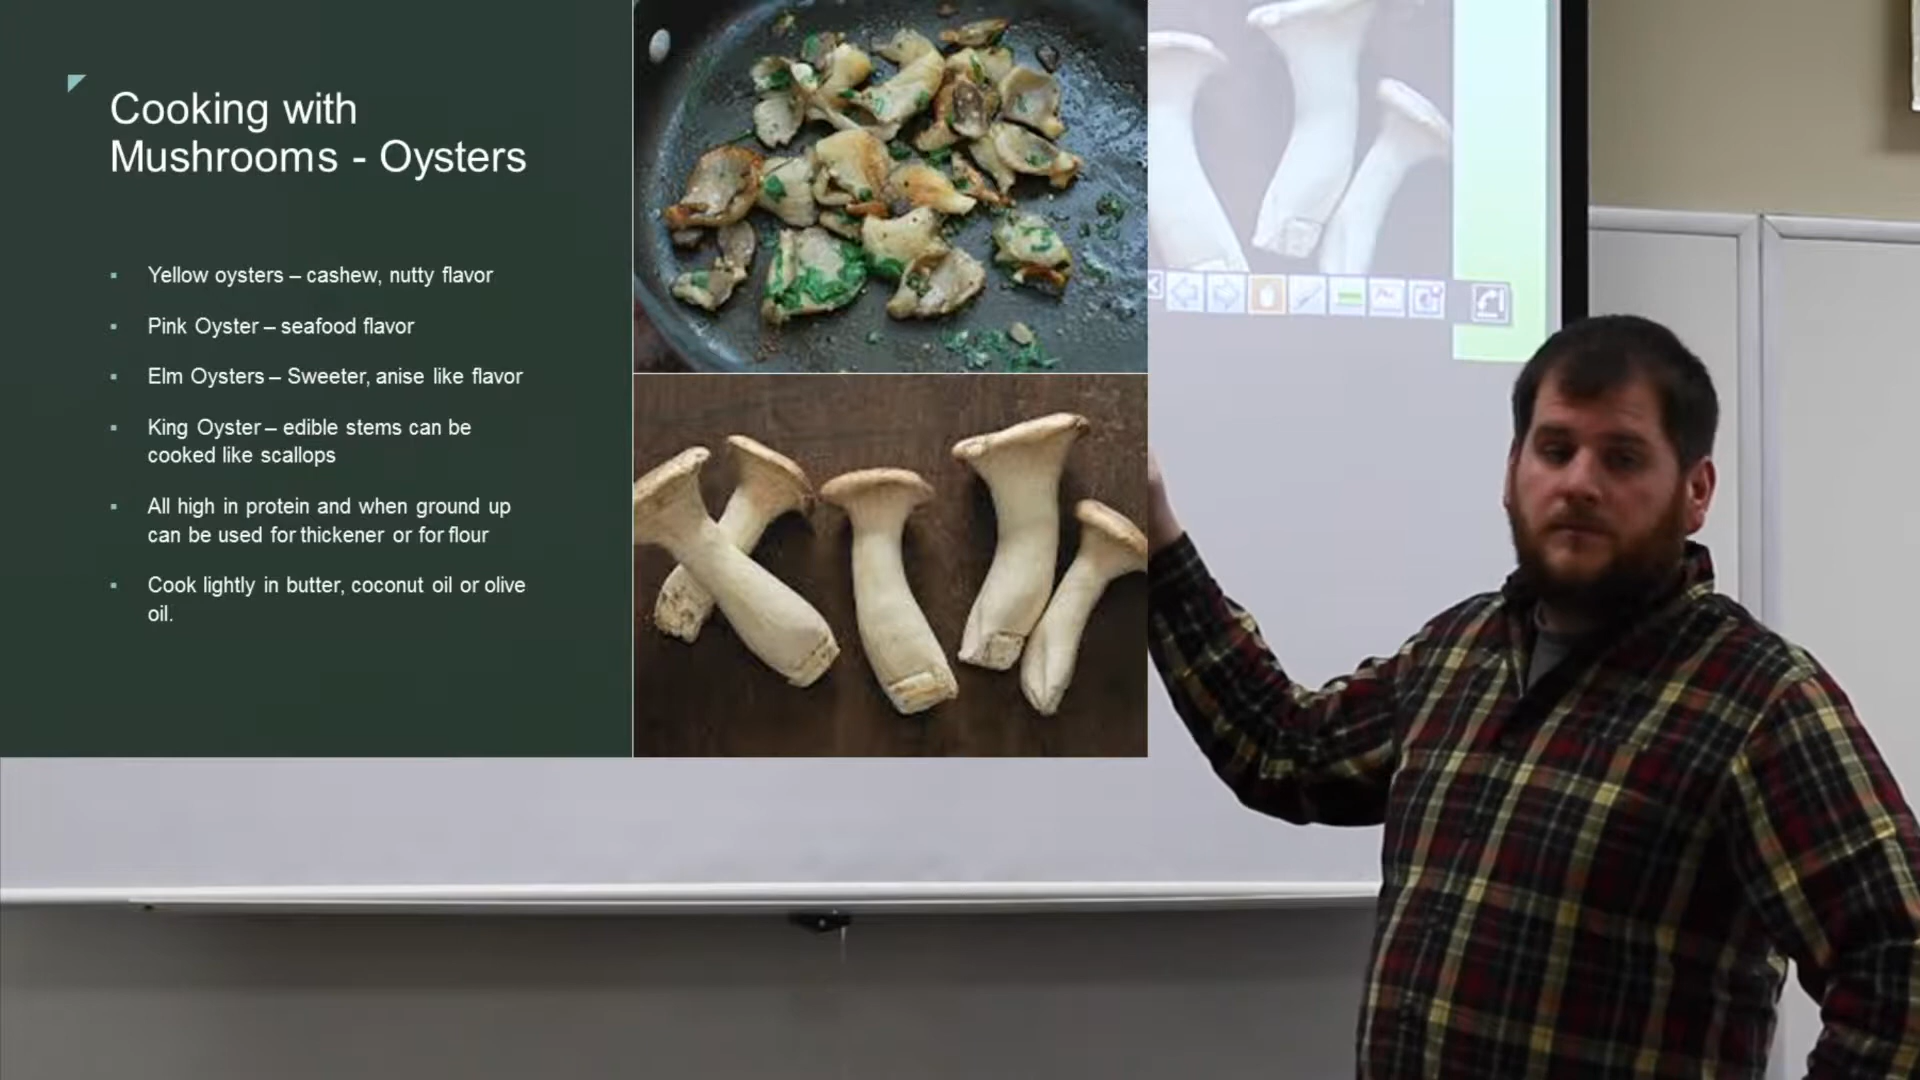 Cooking with
Mushrooms - Oysters
Yellow oysters – cashew, nutty flavor
Pink Oyster – seafood flavor
Elm Oysters – Sweeter, anise like flavor
King Oyster – edible stems can be
cooked like scallops
All high in protein and when ground up
can be used for thickener or for flour
Cook lightly in butter, coconut oil or olive
oil.